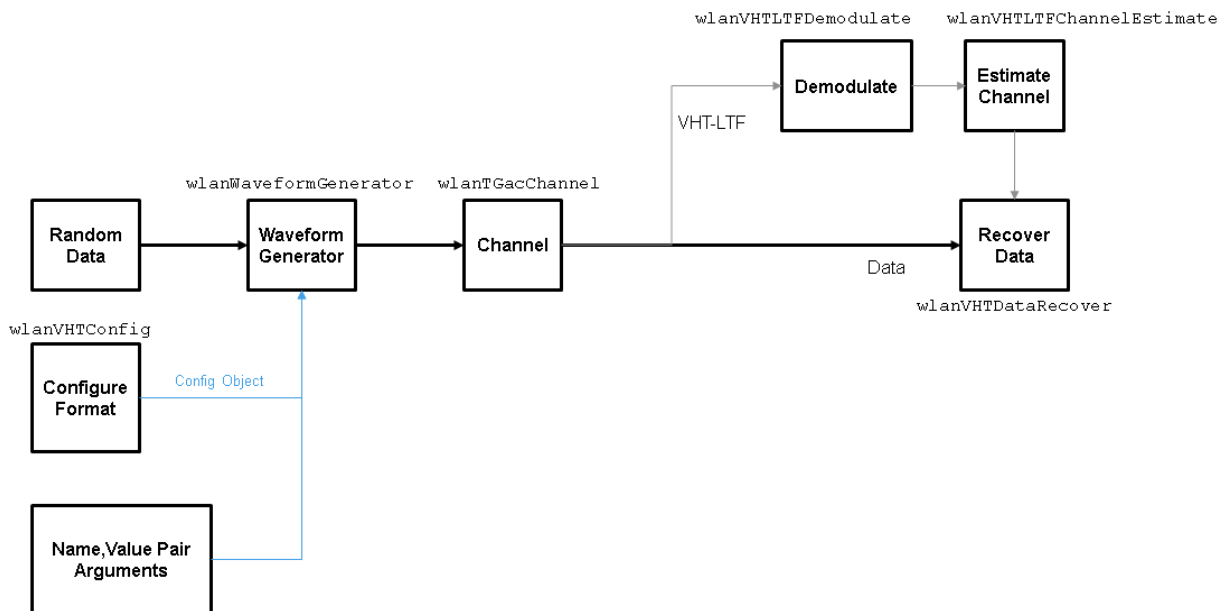 wlanVHTLTFDemodulate
wlanVHTLTFChannelEstimate
Demodulate
Estimate
Channel
VHT-LTF
wlanWaveformGenerator
wlanTGacChannel
Random
Data
Waveform
Generator
Channel
Data
Recover
Data
wlanVHTDataRecover
wlanVHTConfig
Configure
Format
Config Object
Name,Value Pair
Arguments